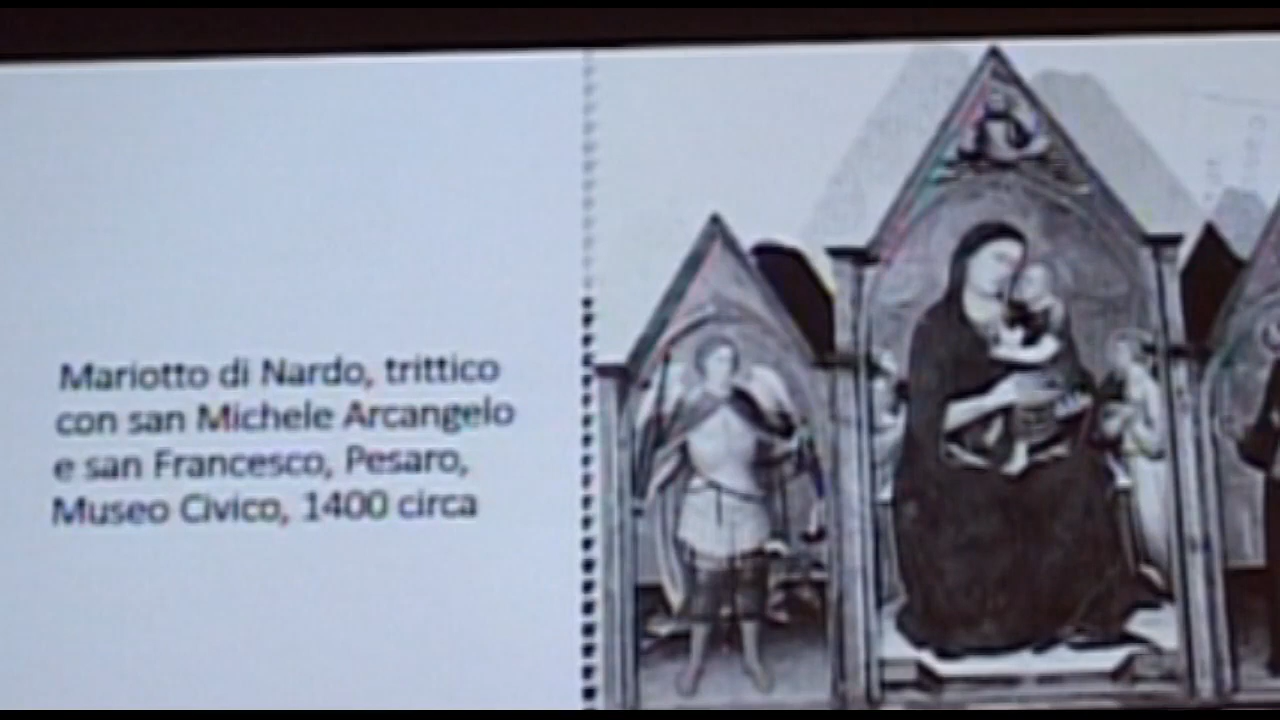 Mariotto di Nardo, trittico
con san Michele Arcangelo
e san Francesco, Pesaro,
Museo Civico, 1400 circa